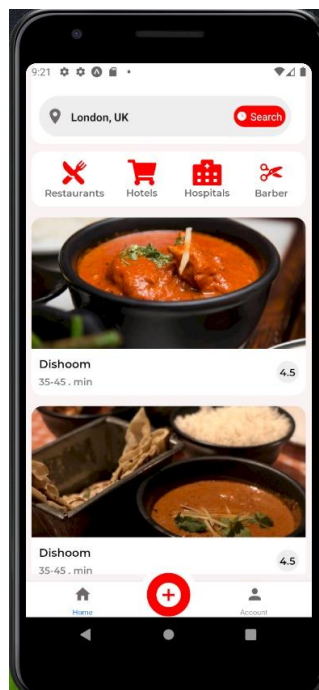 9:21
London, UK
Search
Restaurants Hotels Hospitals Barber
Dishoom
35-45 . min
4.5
Dishoom
35-45 . min
4.5
Home
Account